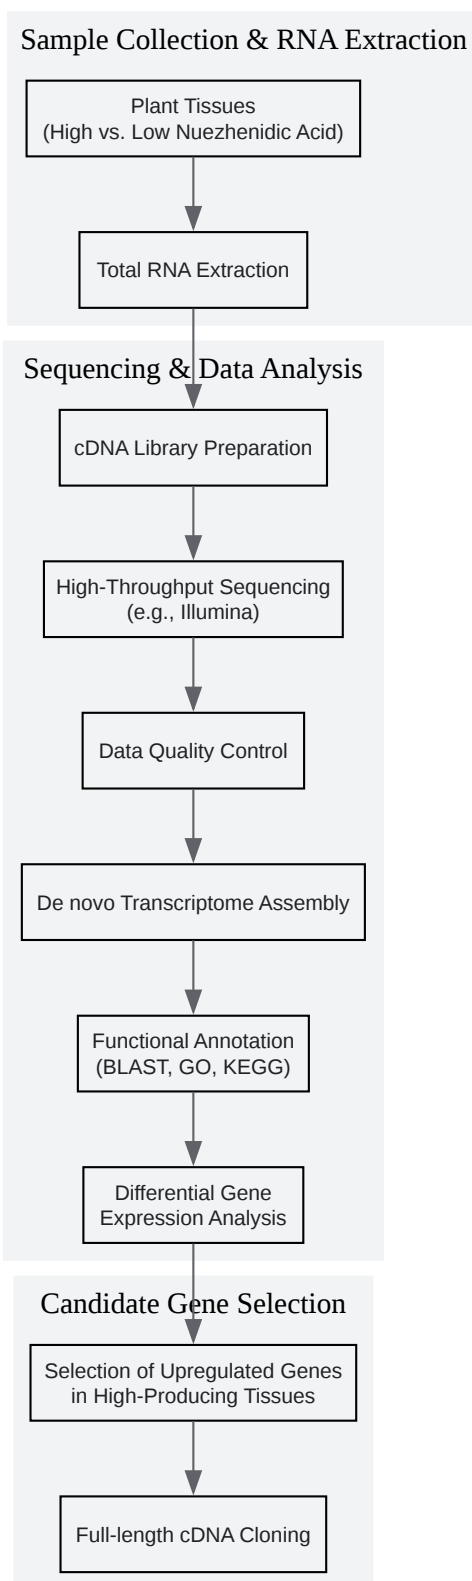 Sample Collection & RNA Extraction
Plant Tissues
(High vs. Low Nuezhenidic Acid)
Total RNA Extraction
Sequencing & Data Analysis
cDNA Library Preparation
High-Throughput Sequencing
(e.g., Illumina)
Data Quality Control
De novo Transcriptome Assembly
Functional Annotation
(BLAST, GO, KEGG)
Differential Gene
Expression Analysis
Candidate Gene Selection
Selection of Upregulated Genes
in High-Producing Tissues
Full-length cDNA Cloning